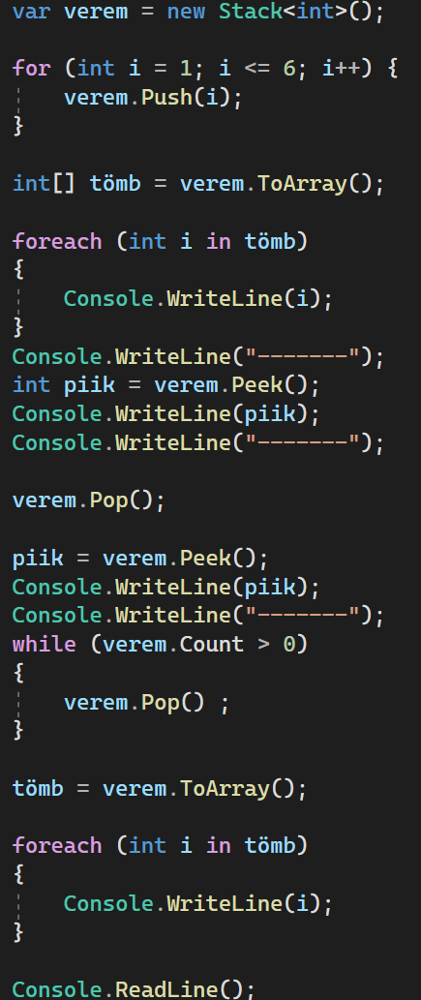 var verem = new Stack<int>();
for (int i = 1; i <= 6; i++) {
verem.Push(i);
}
int[] tömb = verem.ToArray();
foreach (int i in tömb)
{
Console.WriteLine(i);
}
Console.WriteLine("-------");
int piik = verem.Peek();
Console.WriteLine(piik);
Console.WriteLine("-------");
verem.Pop();
piik = verem.Peek();
Console.WriteLine(piik);
Console.WriteLine("-------");
while (verem.Count > 0)
{
verem.Pop() ;
}
tömb = verem.ToArray();
foreach (int i in tömb)
{
Console.WriteLine(i);
}
Console.ReadLine();